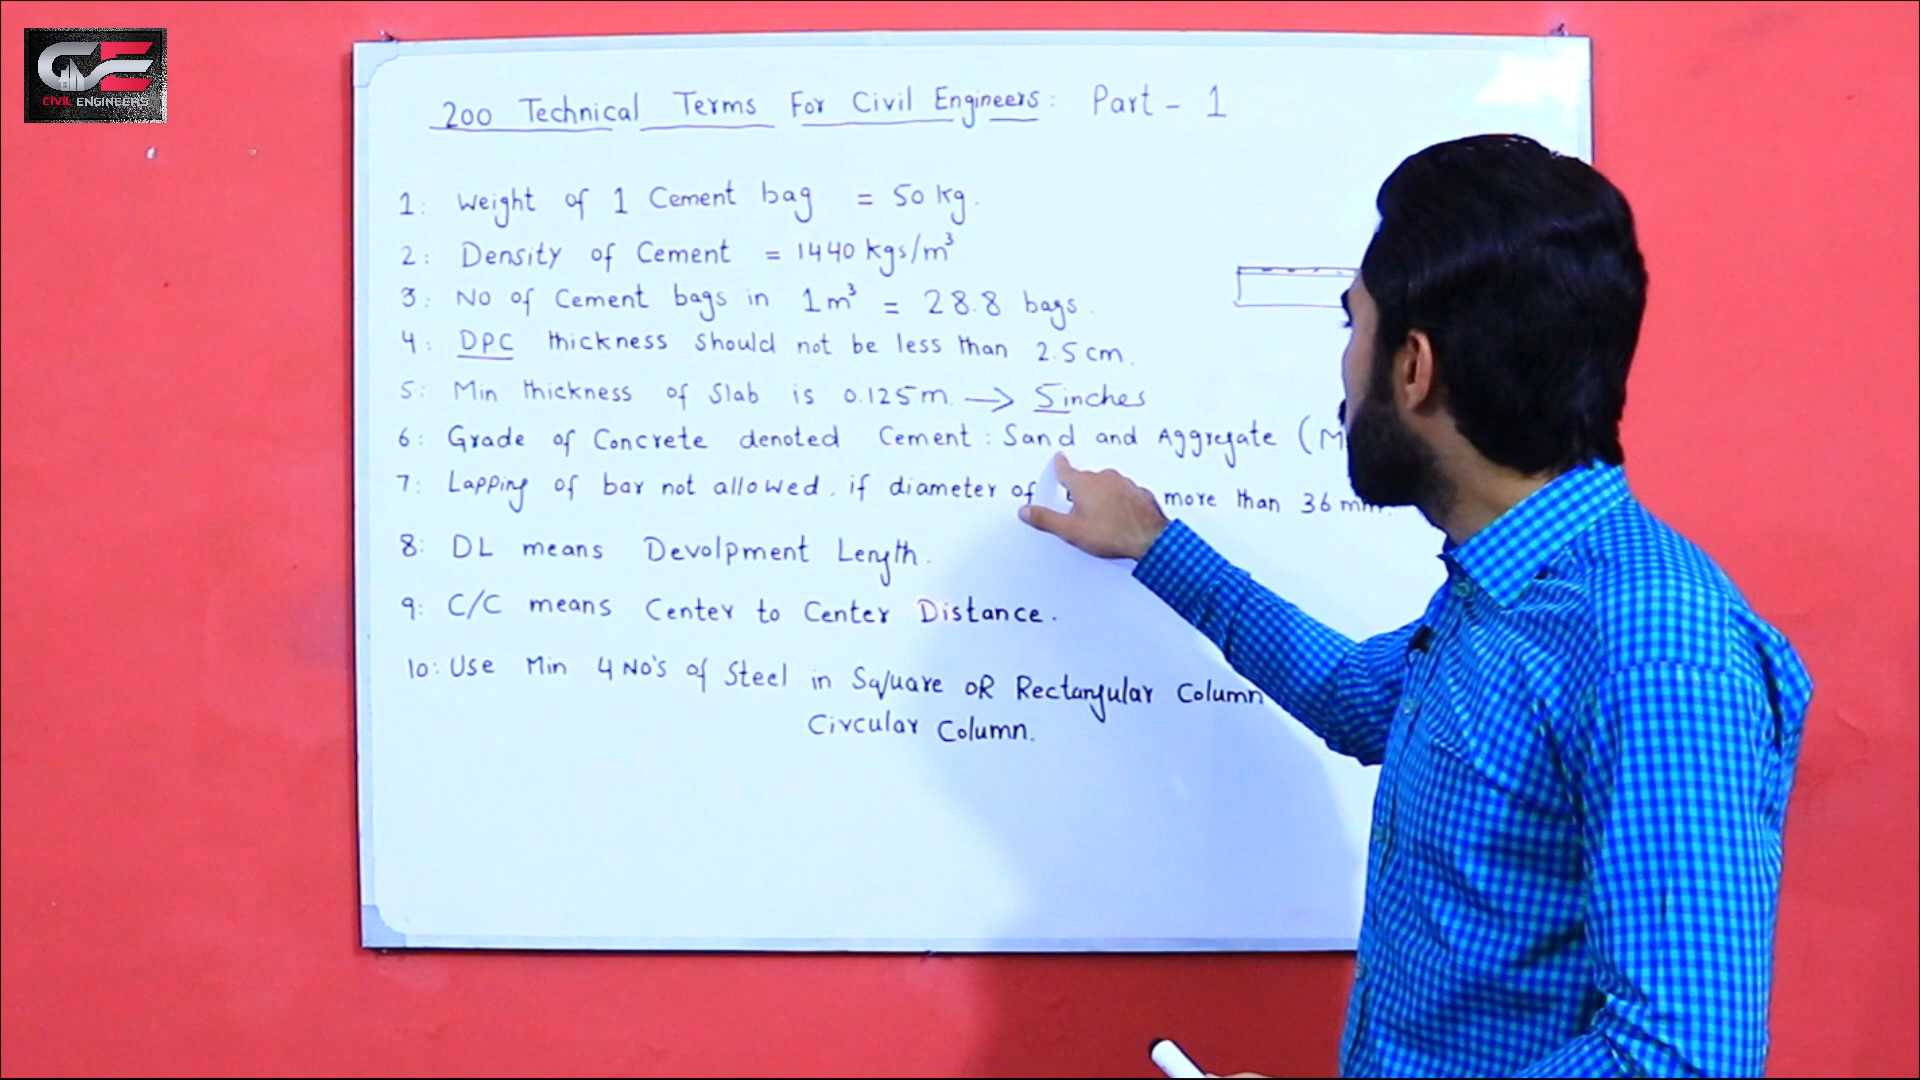 CIVIL ENGINEERS
200 Technical Terms For Civil Engineers: Part - 1
1: Weight of 1 Cement bag = 50 kg.
2: Density of Cement = 1440 kgs/m³
3: No of Cement bags in 1m³ = 28.8 bags.
4: DPC thickness should not be less than 2.5 cm.
5: Min thickness of Slab is 0.125m. → 5inches
6: Grade of Concrete denoted Cement: Sand and Aggregate (M
7: Lapping of bar not allowed, if diameter of more than 36 mm.
8: DL means Devolpment Length.
9: C/C means Center to Center Distance.
10: Use Min 4 No's of Steel in Square OR Rectangular Column
Circular Column.